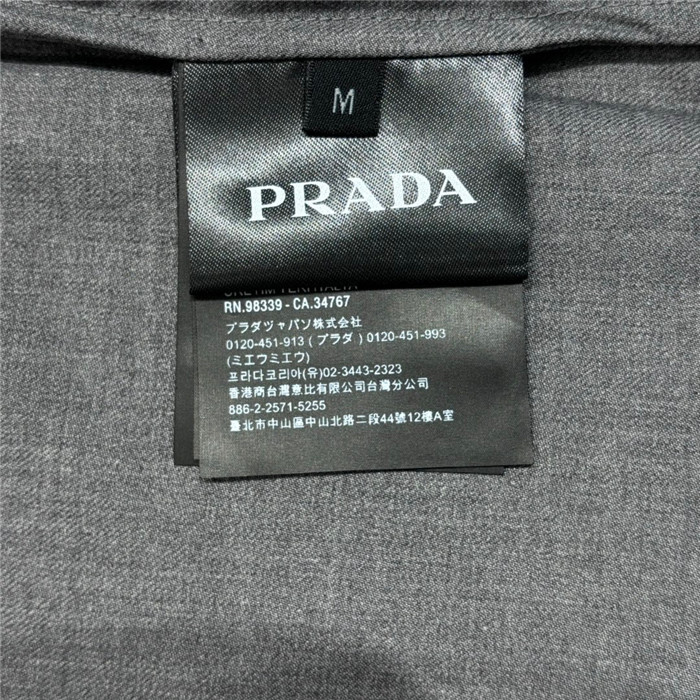 M
PRADA
RN.98339 - CA.34767
プラダヅャパソ株式会社
0120-451-913 ( プラダ ) 0120-451-993
(ミエウミエウ)
프라다코리아(유)02-3443-2323
香港商台灣意比有限公司台灣分公司
886-2-2571-5255
臺北市中山區中山北路二段44號12樓A室